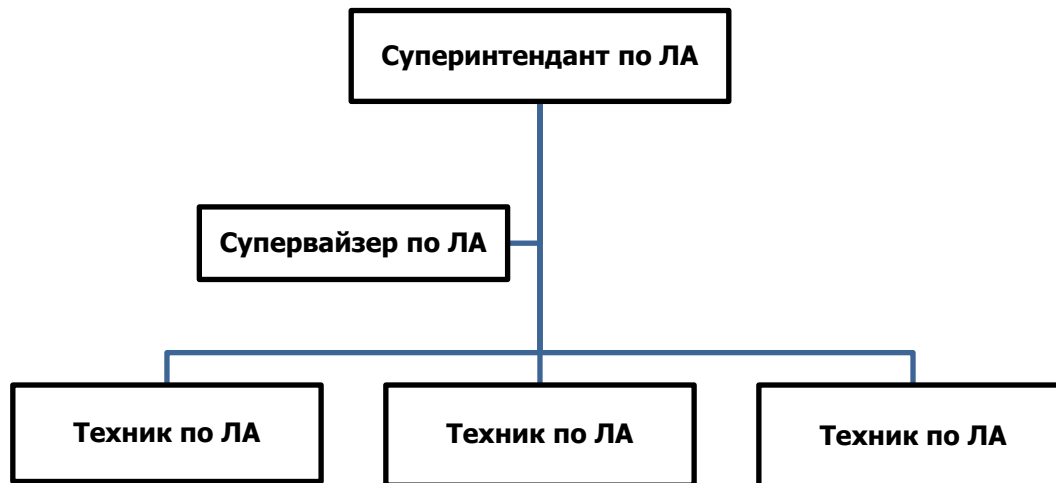 Суперинтендант по ЛА
Супервайзер по ЛА
Техник по ЛА
Техник по ЛА
Техник по ЛА